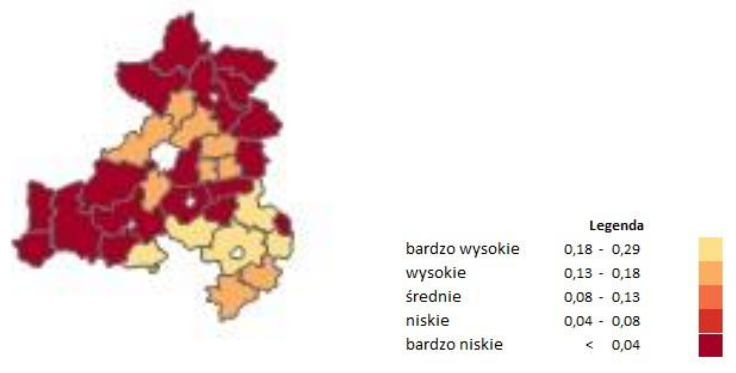 Legenda
bardzo wysokie 0,18 - 0,29
wysokie 0,13 - 0,18
średnie 0,08 - 0,13
niskie 0,04 - 0,08
bardzo niskie < 0,04